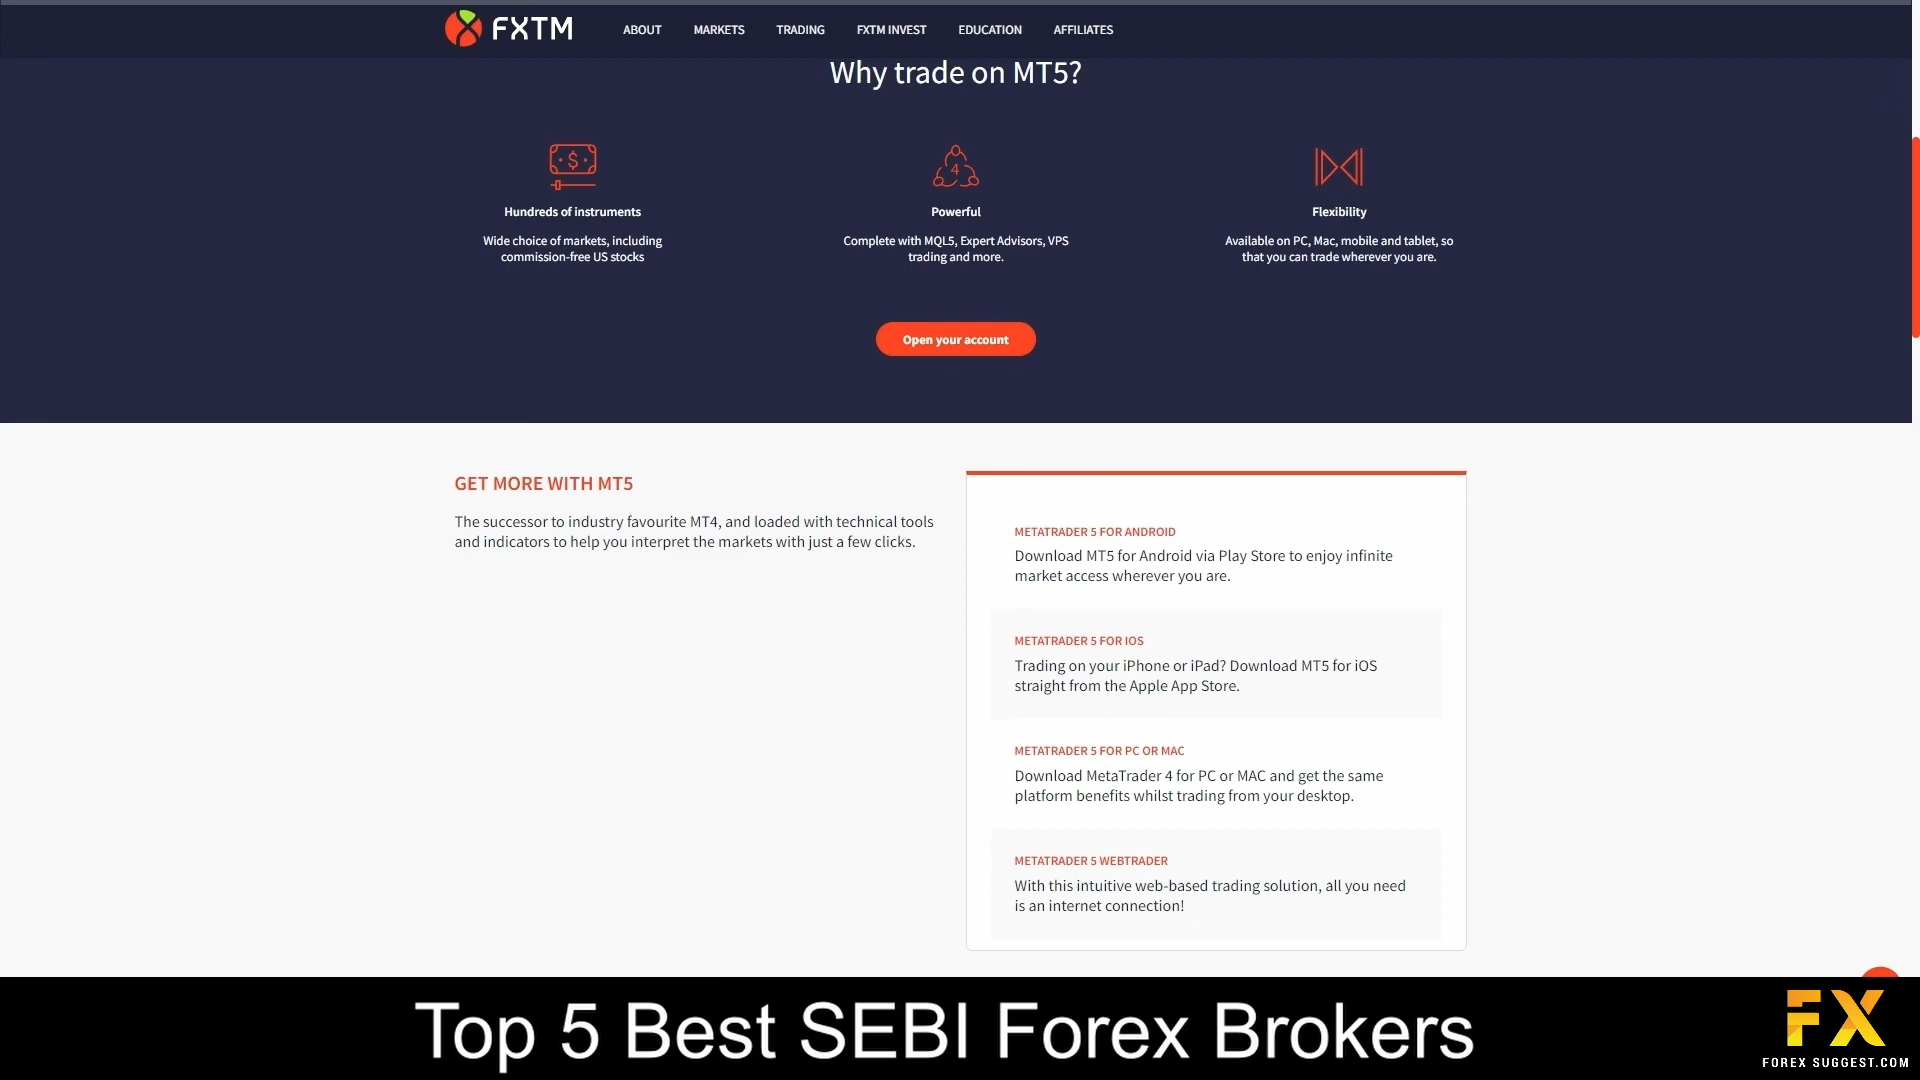 FXTM
ABOUT MARKETS TRADING FXTM INVEST EDUCATION AFFILIATES
Why trade on MT5?
$
4
Hundreds of instruments
Wide choice of markets, including
commission-free US stocks
Powerful
Complete with MQL5, Expert Advisors, VPS
trading and more.
Flexibility
Available on PC, Mac, mobile and tablet, so
that you can trade wherever you are.
Open your account
GET MORE WITH MT5
The successor to industry favourite MT4, and loaded with technical tools
and indicators to help you interpret the markets with just a few clicks.
METATRADER 5 FOR ANDROID
Download MT5 for Android via Play Store to enjoy infinite
market access wherever you are.
METATRADER 5 FOR IOS
Trading on your iPhone or iPad? Download MT5 for iOS
straight from the Apple App Store.
METATRADER 5 FOR PC OR MAC
Download MetaTrader 4 for PC or MAC and get the same
platform benefits whilst trading from your desktop.
METATRADER 5 WEBTRADER
With this intuitive web-based trading solution, all you need
is an internet connection!
Top 5 Best SEBI Forex Brokers
FX
FOREX SUGGEST.COM